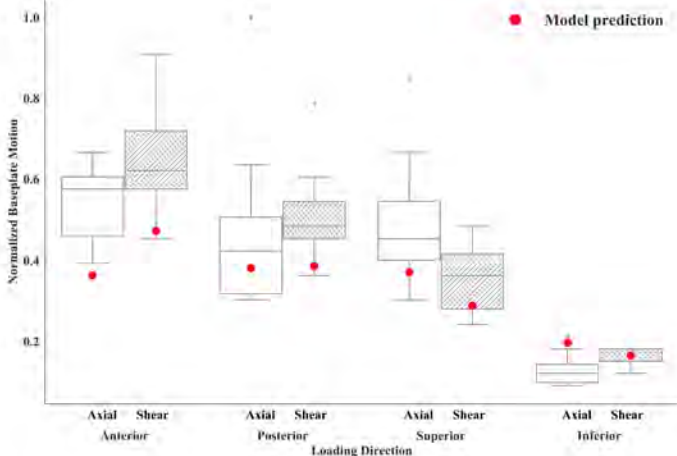 Model prediction
Normalized Baseplate Motion
1.0
0.8
0.6
0.4
0.2
Axial Shear Axial Shear Axial Shear Axial Shear
Anterior Posterior Superior Inferior
Loading Direction